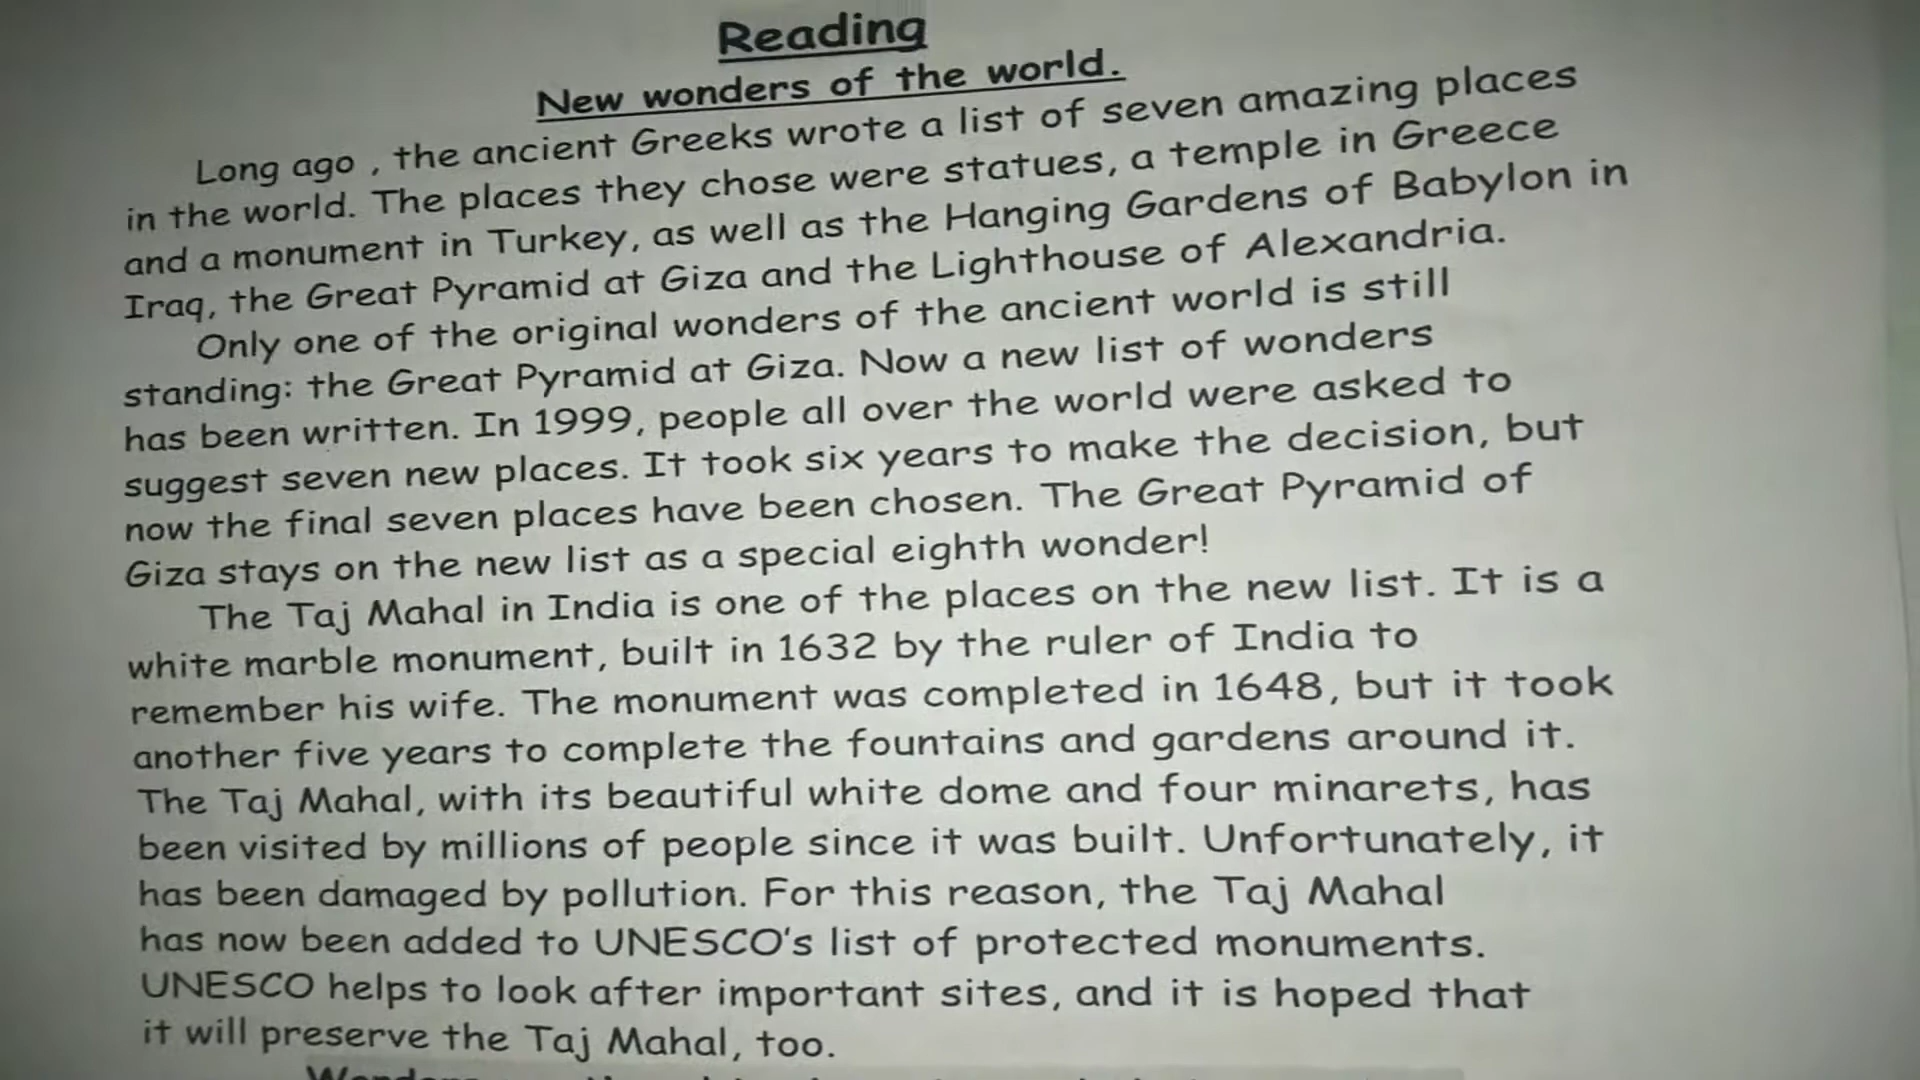 Reading
New wonders of the world.
Long ago , the ancient Greeks wrote a list of seven amazing places
in the world. The places they chose were statues, a temple in Greece
and a monument in Turkey, as well as the Hanging Gardens of Babylon in
Iraq, the Great Pyramid at Giza and the Lighthouse of Alexandria.
Only one of the original wonders of the ancient world is still
standing: the Great Pyramid at Giza. Now a new list of wonders
has been written. In 1999, people all over the world were asked to
suggest seven new places. It took six years to make the decision, but
now the final seven places have been chosen. The Great Pyramid of
Giza stays on the new list as a special eighth wonder!
The Taj Mahal in India is one of the places on the new list. It is a
white marble monument, built in 1632 by the ruler of India to
remember his wife. The monument was completed in 1648, but it took
another five years to complete the fountains and gardens around it.
The Taj Mahal, with its beautiful white dome and four minarets, has
been visited by millions of people since it was built. Unfortunately, it
has been damaged by pollution. For this reason, the Taj Mahal
has now been added to UNESCO's list of protected monuments.
UNESCO helps to look after important sites, and it is hoped that
it will preserve the Taj Mahal, too.